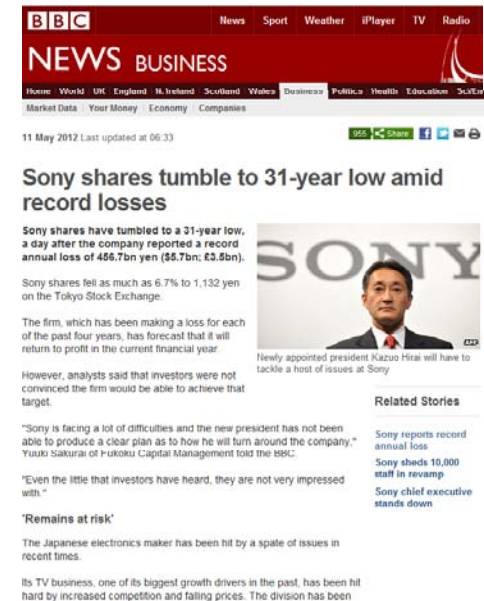 BBC
News Sport Weather iPlayer TV Radio
NEWS BUSINESS
Home World UK England N. Ireland Scotland Wales Business Politics Health Education Sci/En
Market Data Your Money Economy Companies
11 May 2012 Last updated at 06:33
955 Share
Sony shares tumble to 31-year low amid
record losses
Sony shares have tumbled to a 31-year low,
a day after the company reported a record
annual loss of 456.7bn yen ($5.7bn; £3.5bn).
Sony shares fell as much as 6.7% to 1,132 yen
on the Tokyo Stock Exchange.
The firm, which has been making a loss for each
of the past four years, has forecast that it will
return to profit in the current financial year.
However, analysts said that investors were not
convinced the firm would be able to achieve that
target.
SONY
AFP
Newly appointed president Kazuo Hirai will have to
tackle a host of issues at Sony
"Sony is facing a lot of difficulties and the new president has not been
able to produce a clear plan as to how he will turn around the company,"
Yuuki Sakurai of Fukoku Capital Management told the BBC.
"Even the little that investors have heard, they are not very impressed
with."
'Remains at risk'
The Japanese electronics maker has been hit by a spate of issues in
recent times.
Its TV business, one of its biggest growth drivers in the past, has been hit
hard by increased competition and falling prices. The division has been
Related Stories
Sony reports record
annual loss
Sony sheds 10,000
staff in revamp
Sony chief executive
stands down